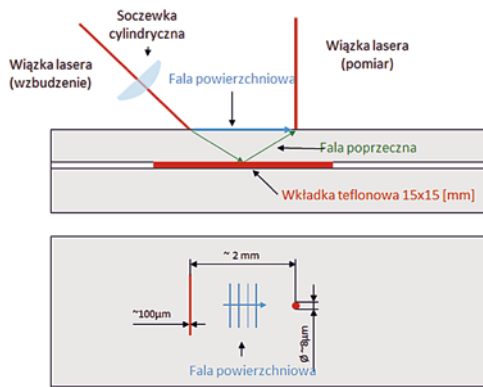 Soczewka
cylindryczna
Wiązka lasera
(wzbudzenie)
Wiązka lasera
(pomiar)
Fala powierzchniowa
Fala poprzeczna
Wkładka teflonowa 15x15 [mm]
~ 2 mm
~100μm
Ø ~ 8μm
Fala powierzchniowa